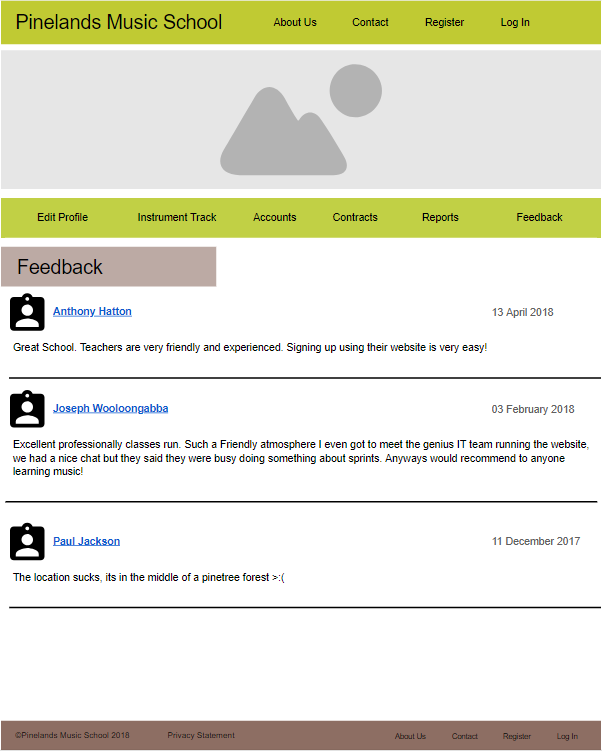 Pinelands Music School About Us Contact Register Log In
Edit Profile Instrument Track Accounts Contracts Reports Feedback
Feedback
Anthony Hatton 13 April 2018
Great School. Teachers are very friendly and experienced. Signing up using their website is very easy!
Joseph Wooloongabba 03 February 2018
Excellent professionally classes run. Such a Friendly atmosphere I even got to meet the genius IT team running the website,
we had a nice chat but they said they were busy doing something about sprints. Anyways would recommend to anyone
learning music!
Paul Jackson 11 December 2017
The location sucks, its in the middle of a pinetree forest >:(
©Pinelands Music School 2018 Privacy Statement About Us Contact Register Log In